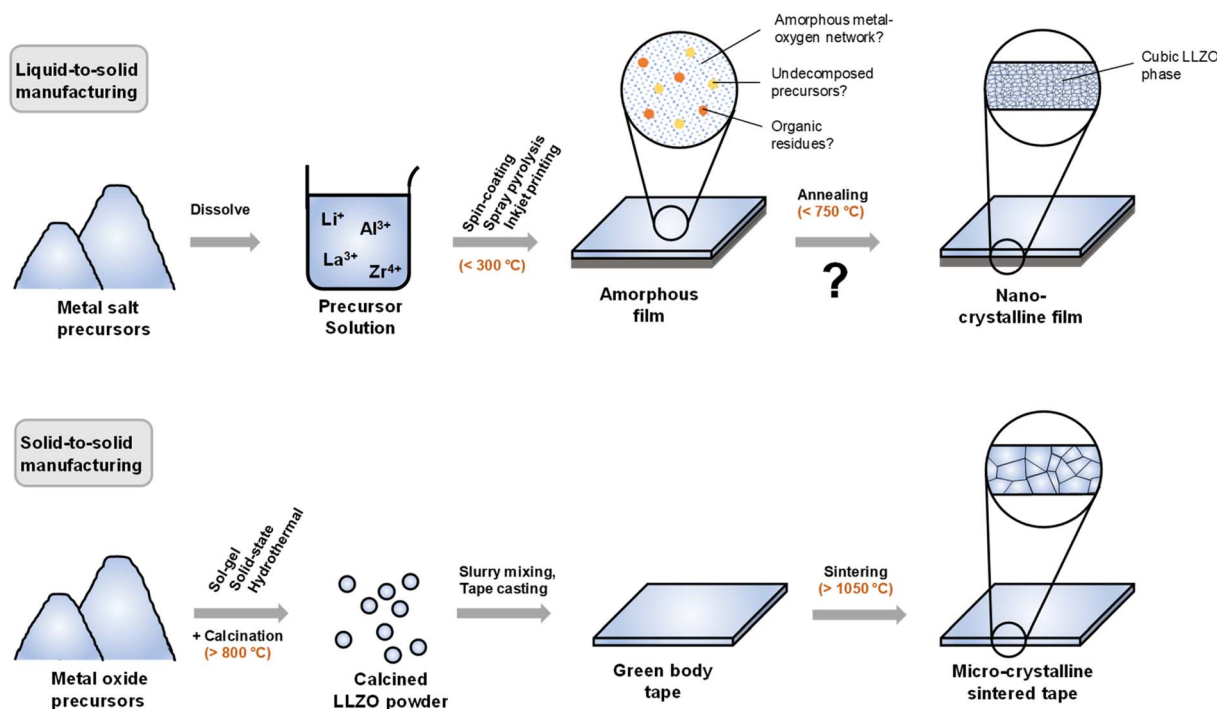 Liquid-to-solid
manufacturing
Metal salt
precursors
Dissolve
Li+
Al3+
La3+
Zr4+
Precursor
Solution
Spin-coating
Spray pyrolysis
Inkjet printing
(< 300 °C)
Amorphous metal-
oxygen network?
Undecomposed
precursors?
Organic
residues?
Amorphous
film
Annealing
(< 750 °C)
?
Cubic LLZO
phase
Nano-
crystalline film
Solid-to-solid
manufacturing
Metal oxide
precursors
Sol-gel
Solid-state
Hydrothermal
+ Calcination
(> 800 °C)
Calcined
LLZO powder
Slurry mixing,
Tape casting
Green body
tape
Sintering
(> 1050 °C)
Micro-crystalline
sintered tape